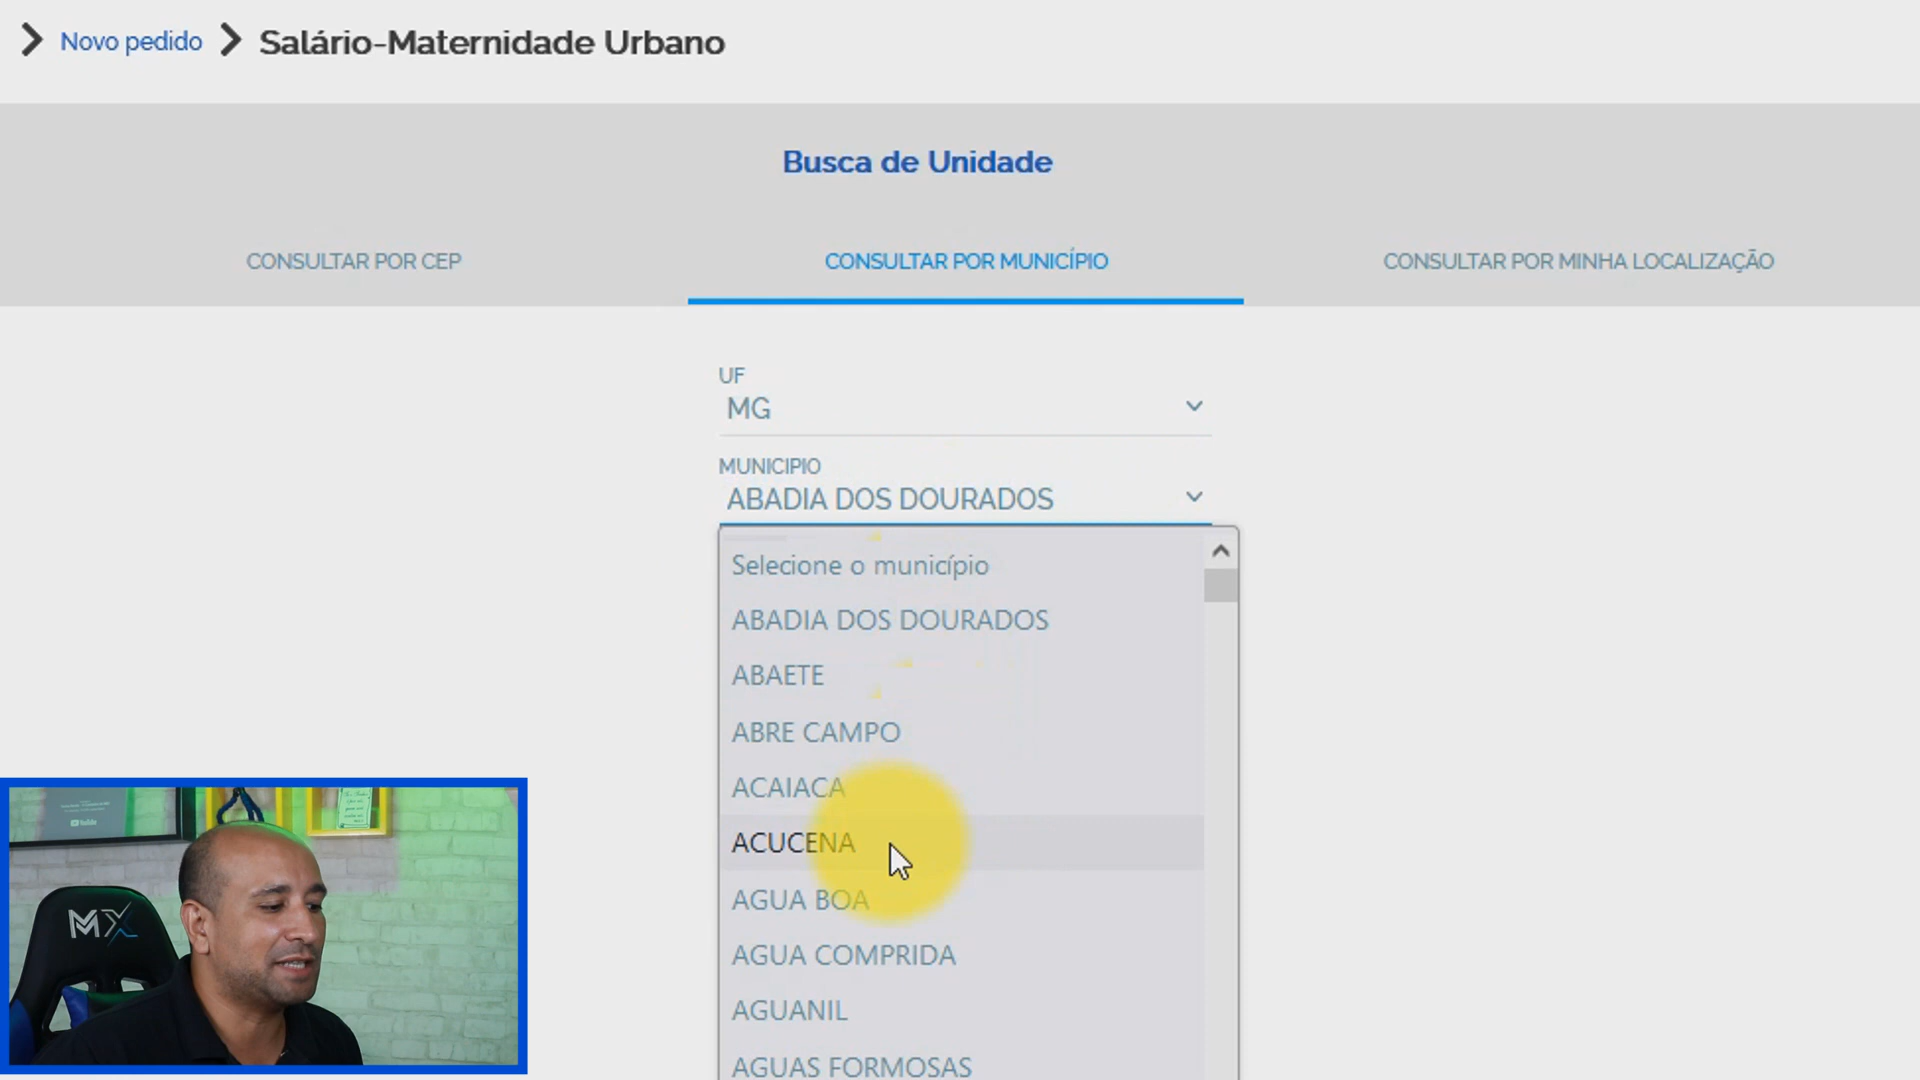 Novo pedido Salário-Maternidade Urbano
Busca de Unidade
CONSULTAR POR CEP
CONSULTAR POR MUNICÍPIO
CONSULTAR POR MINHA LOCALIZAÇÃO
UF
MG
MUNICIPIO
ABADIA DOS DOURADOS
Selecione o município
ABADIA DOS DOURADOS
ABAETE
ABRE CAMPO
ACAIACA
ACUCENA
AGUA BOA
AGUA COMPRIDA
AGUANIL
AGUAS FORMOSAS
YouTube
MX